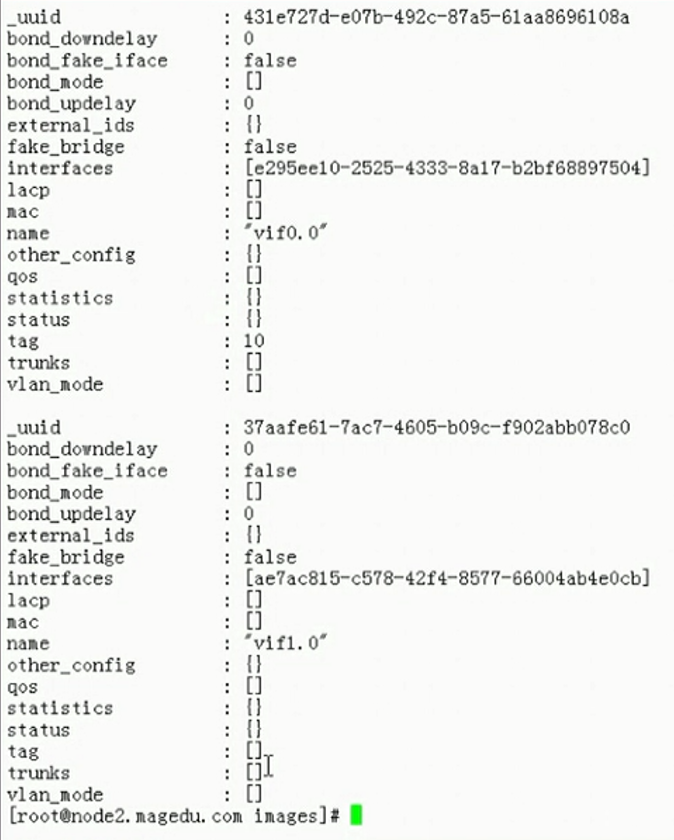 _uuid : 431e727d-e07b-492c-87a5-61aa8696108a
bond_downdelay : 0
bond_fake_iface : false
bond_mode : []
bond_updelay : 0
external_ids : {}
fake_bridge : false
interfaces : [e295ee10-2525-4333-8a17-b2bf68897504]
lacp : []
mac : []
name : "vif0.0"
other_config : {}
qos : []
statistics : {}
status : {}
tag : 10
trunks : []
vlan_mode : []
_uuid : 37aafe61-7ac7-4605-b09c-f902abb078c0
bond_downdelay : 0
bond_fake_iface : false
bond_mode : []
bond_updelay : 0
external_ids : {}
fake_bridge : false
interfaces : [ae7ac815-c578-42f4-8577-66004ab4e0cb]
lacp : []
mac : []
name : "vif1.0"
other_config : {}
qos : []
statistics : {}
status : {}
tag : []
trunks : []
vlan_mode : []
[root@node2.magedu.com images]#